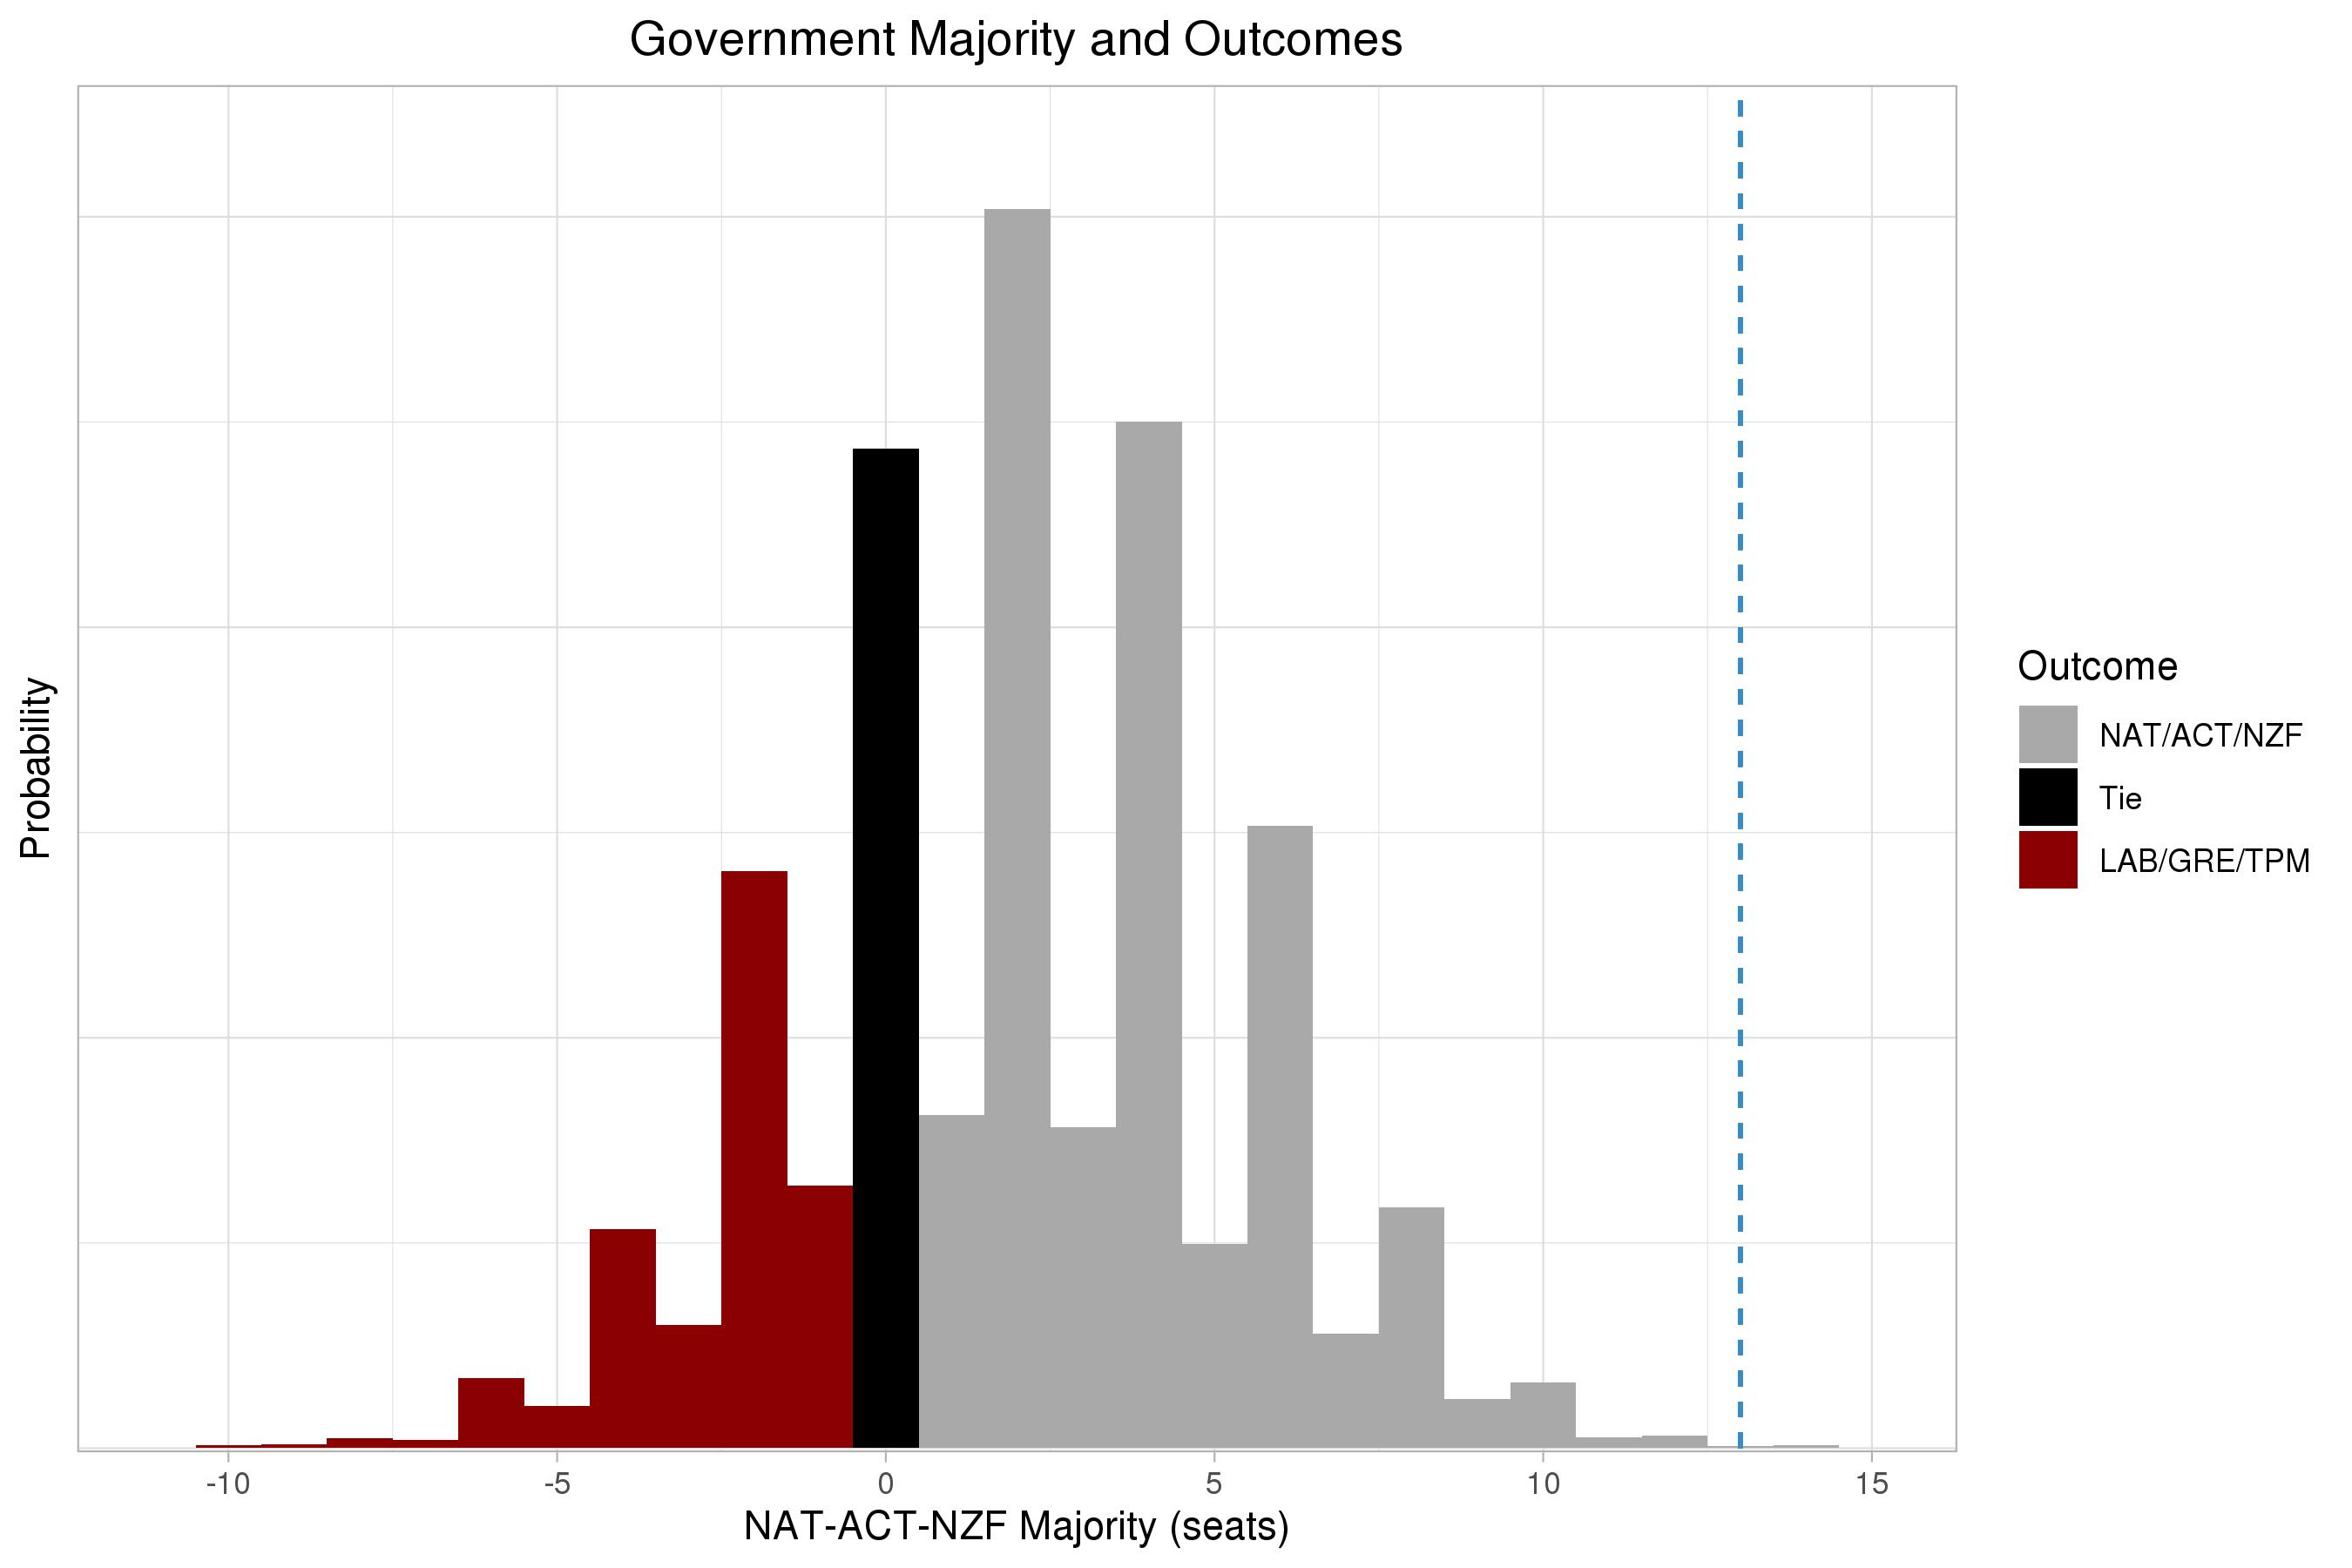 Government Majority and Outcomes
Probability
Outcome
NAT/ACT/NZF
Tie
LAB/GRE/TPM
-10
-5
0
5
10
15
NAT-ACT-NZF Majority (seats)